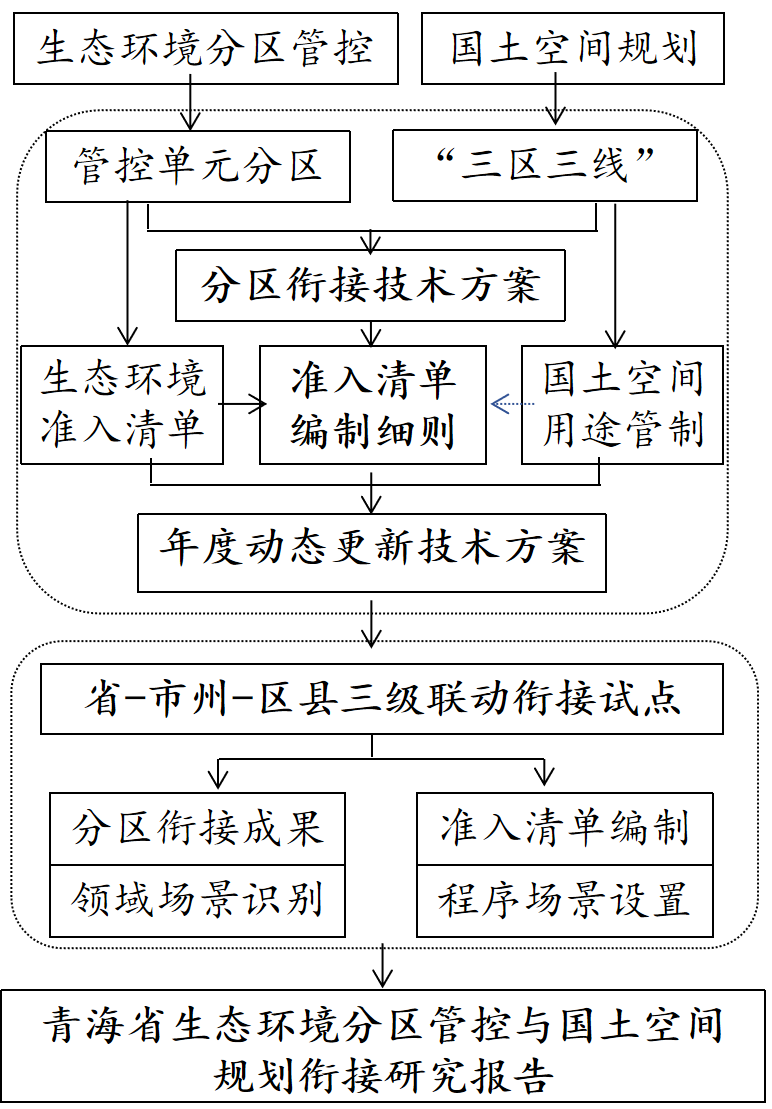 生态环境分区管控
国土空间规划
管控单元分区
“三区三线”
分区衔接技术方案
生态环境
准入清单
准入清单
编制细则
国土空间
用途管制
年度动态更新技术方案
省-市州-区县三级联动衔接试点
分区衔接成果
领域场景识别
准入清单编制
程序场景设置
青海省生态环境分区管控与国土空间
规划衔接研究报告